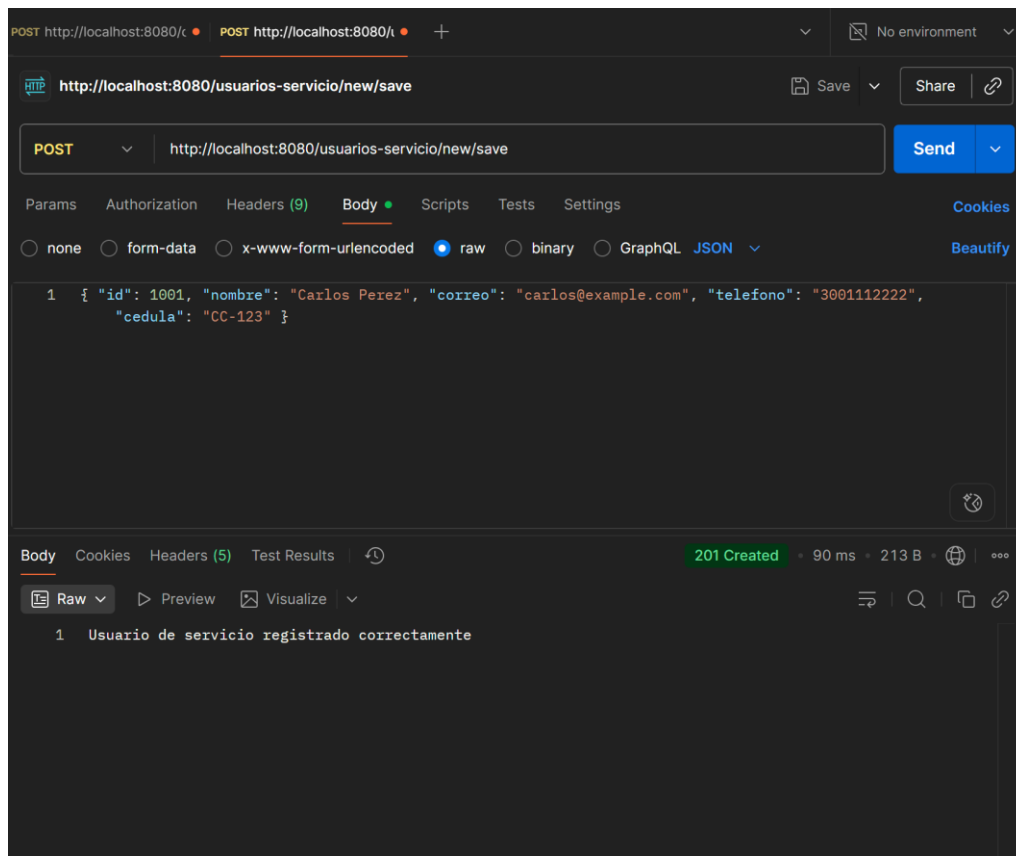 POST http://localhost:8080/c POST http://localhost:8080/u No environment
HTTP http://localhost:8080/usuarios-servicio/new/save Save Share
POST http://localhost:8080/usuarios-servicio/new/save Send
Params Authorization Headers (9) Body Scripts Tests Settings Cookies
none form-data x-www-form-urlencoded raw binary GraphQL JSON Beautify
1 { "id": 1001, "nombre": "Carlos Perez", "correo": "carlos@example.com", "telefono": "3001112222",
"cedula": "CC-123" }
Body Cookies Headers (5) Test Results 201 Created 90 ms 213 B
Raw Preview Visualize
1 Usuario de servicio registrado correctamente